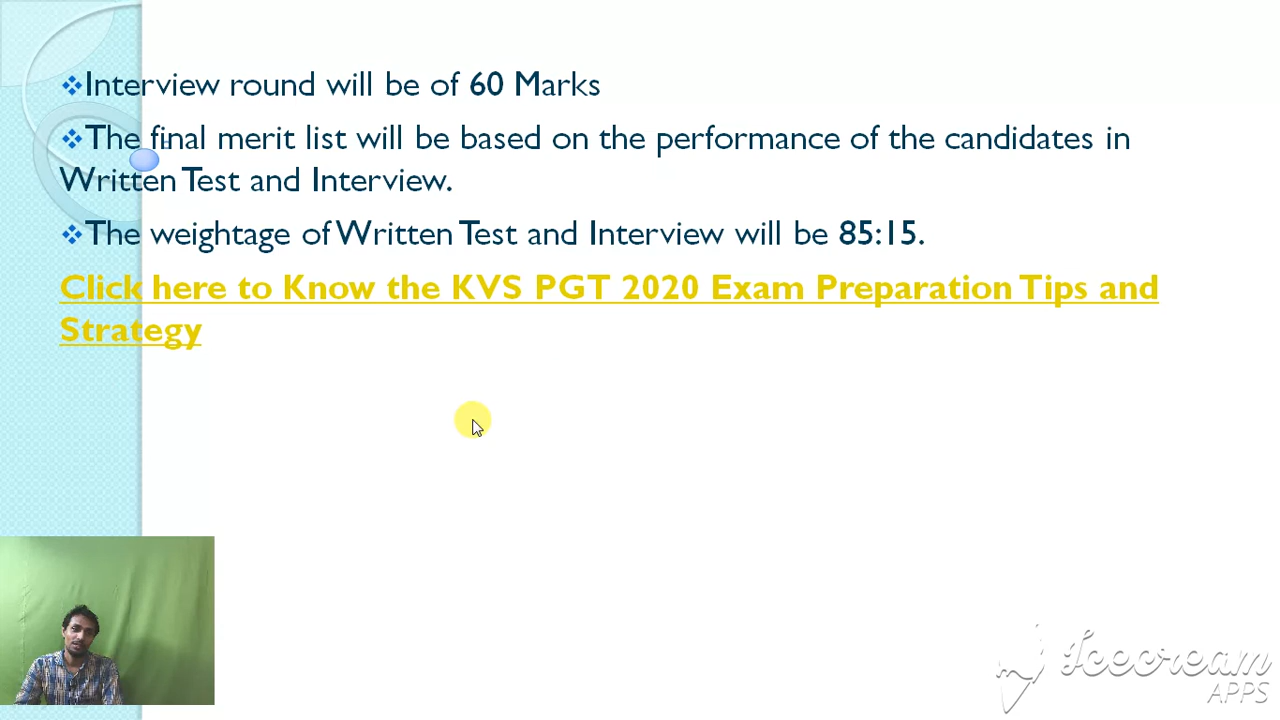 ❖Interview round will be of 60 Marks
❖The final merit list will be based on the performance of the candidates in
Written Test and Interview.
❖The weightage of Written Test and Interview will be 85:15.
Click here to Know the KVS PGT 2020 Exam Preparation Tips and
Strategy
Icecream
APPS